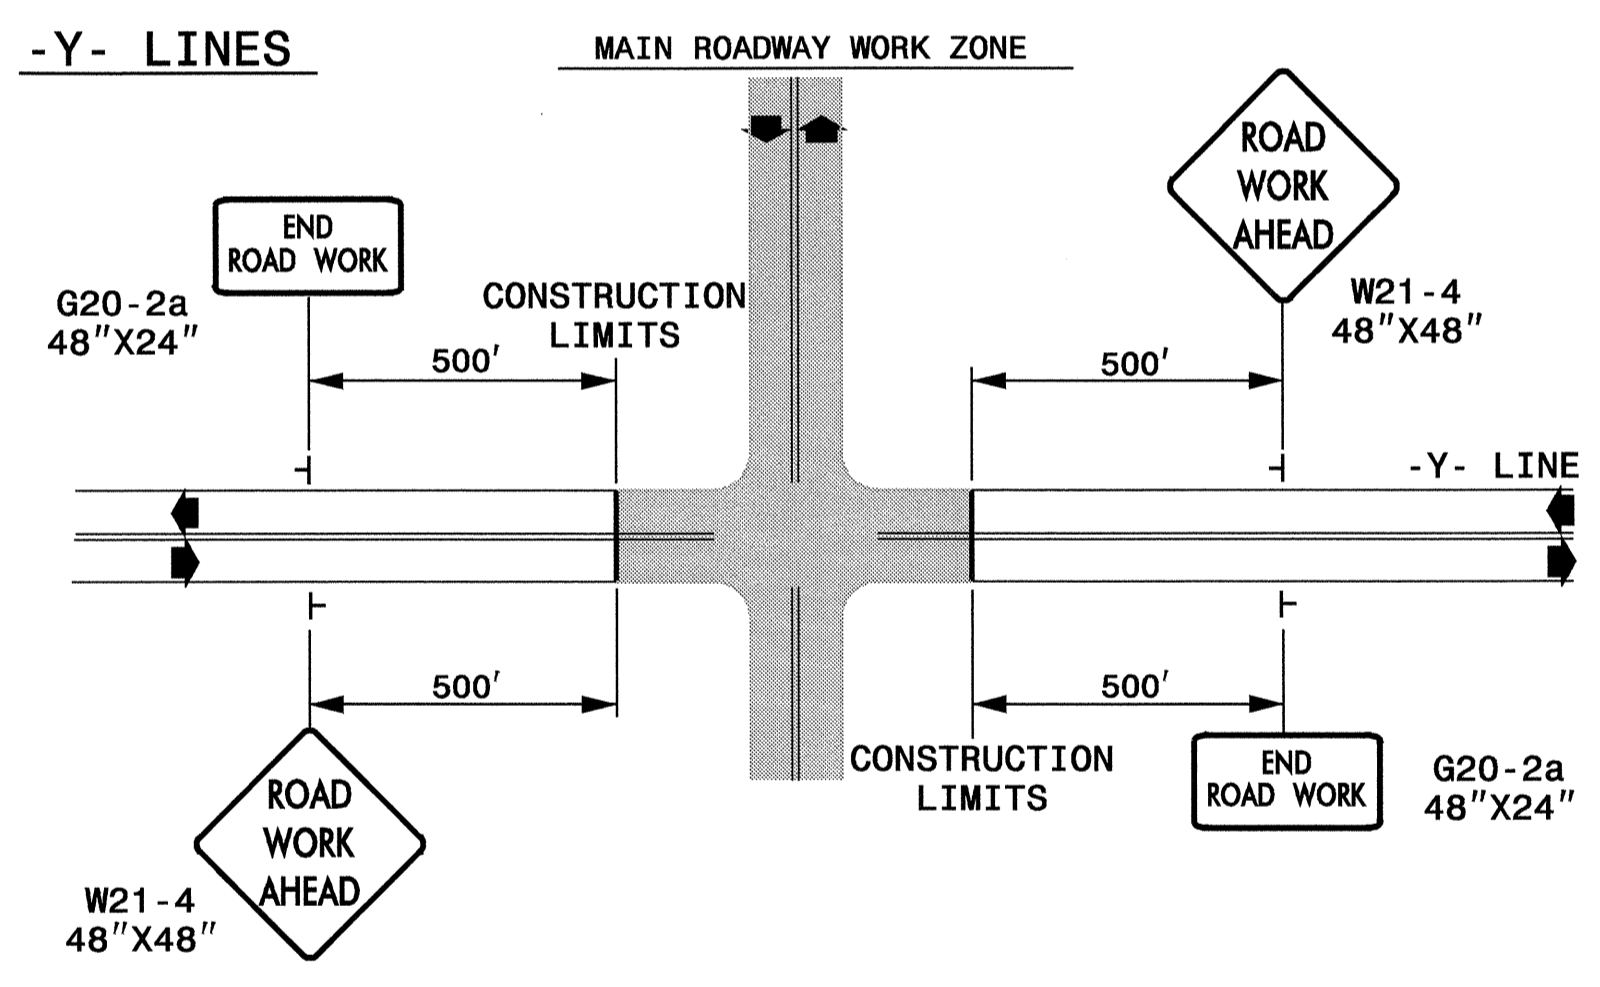 -Y- LINES
MAIN ROADWAY WORK ZONE
ROAD
WORK
AHEAD
W21-4
48"X48"
END
ROAD WORK
G20-2a
48"X24"
CONSTRUCTION
LIMITS
500'
500'
-Y- LINE
500'
500'
CONSTRUCTION
LIMITS
ROAD
WORK
AHEAD
W21-4
48"X48"
END
ROAD WORK
G20-2a
48"X24"